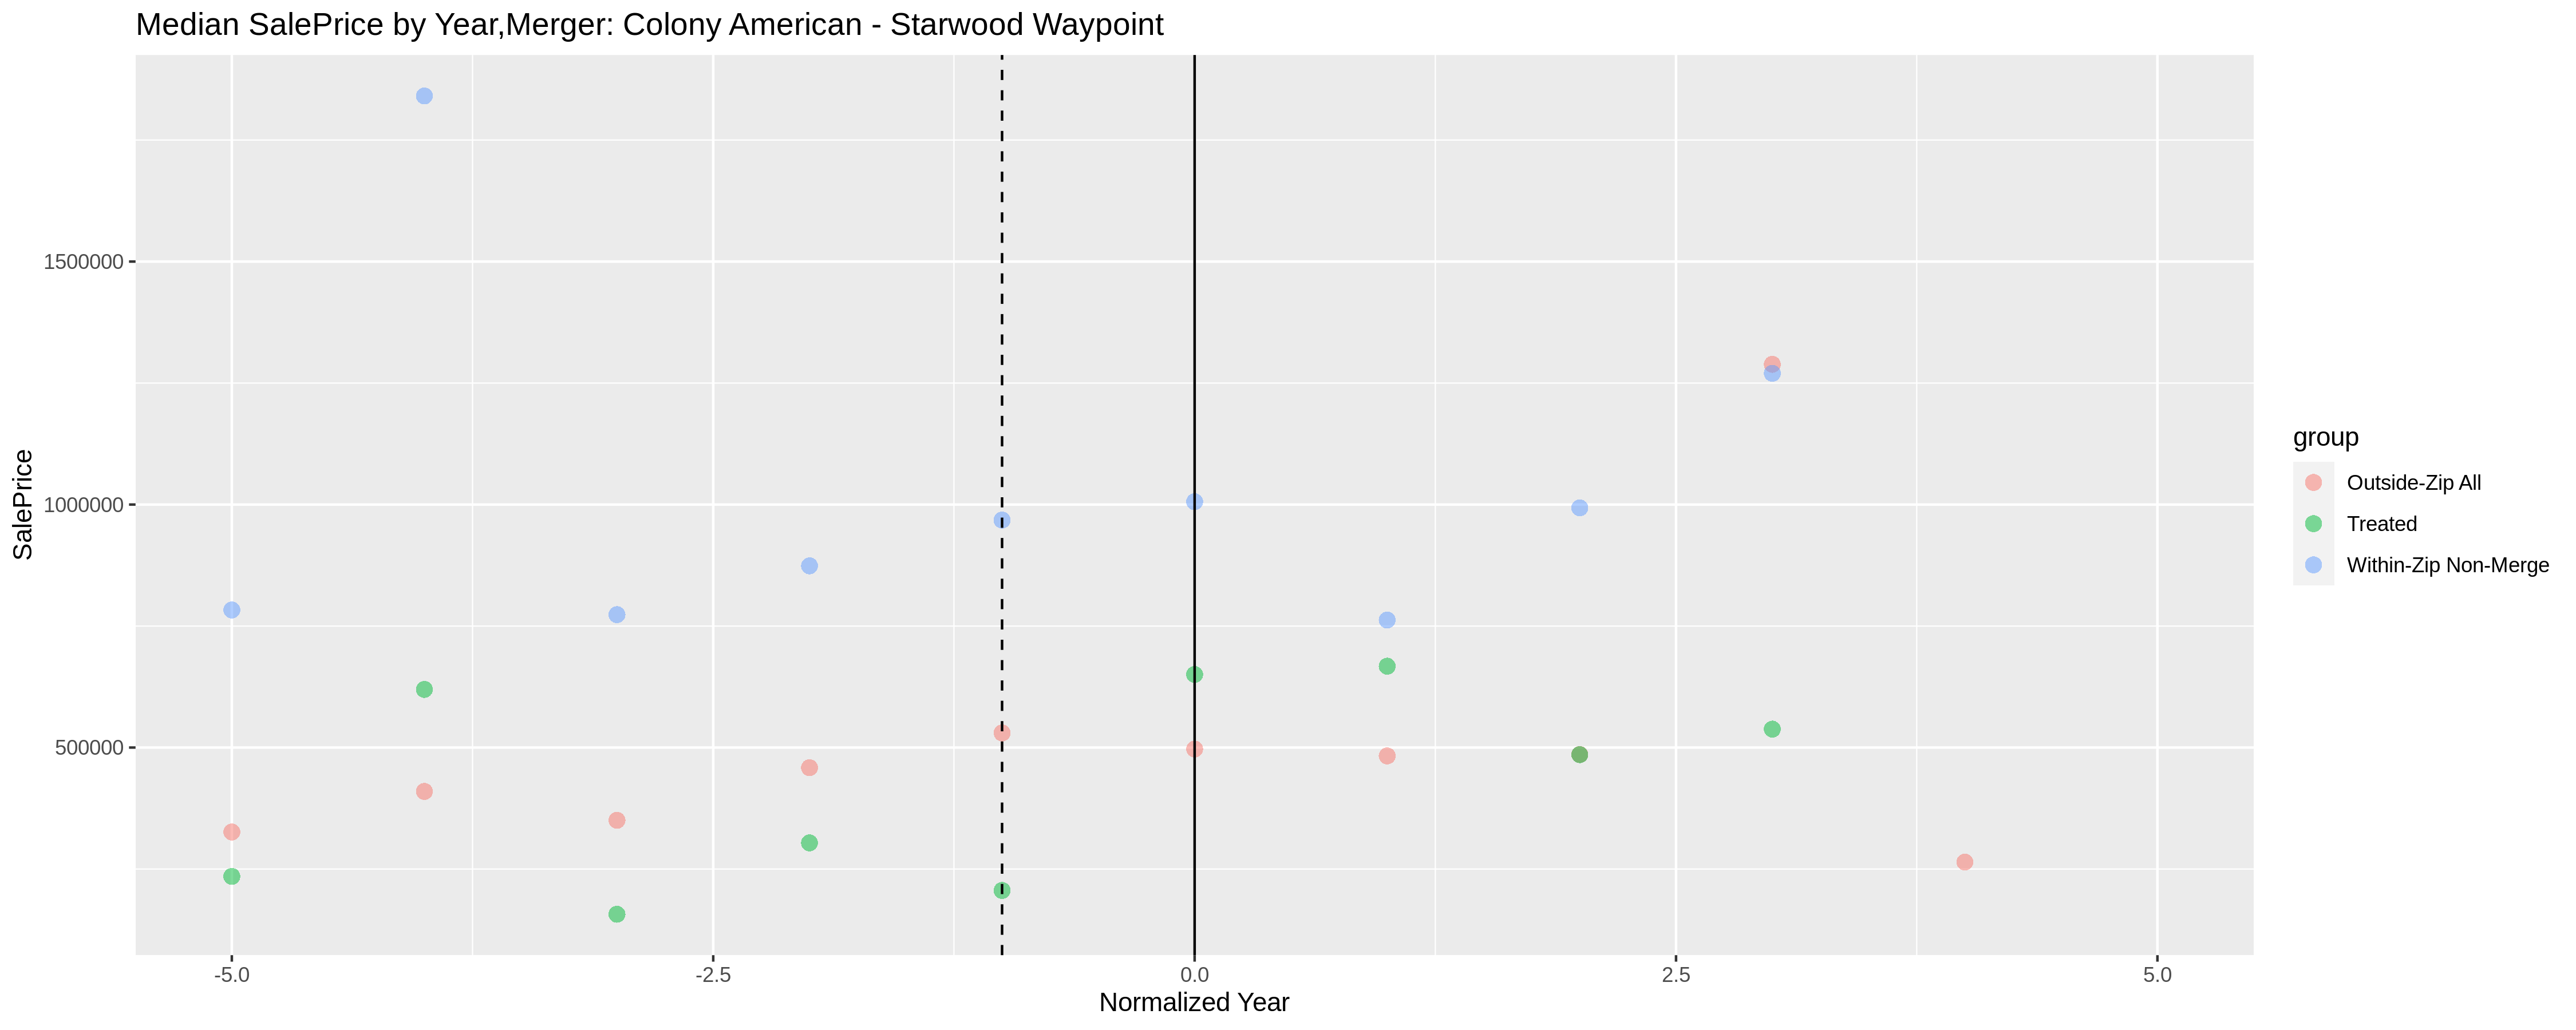 Median SalePrice by Year,Merger: Colony American - Starwood Waypoint
SalePrice
1500000
1000000
500000
-5.0
-2.5
0.0
2.5
5.0
Normalized Year
group
Outside-Zip All
Treated
Within-Zip Non-Merge